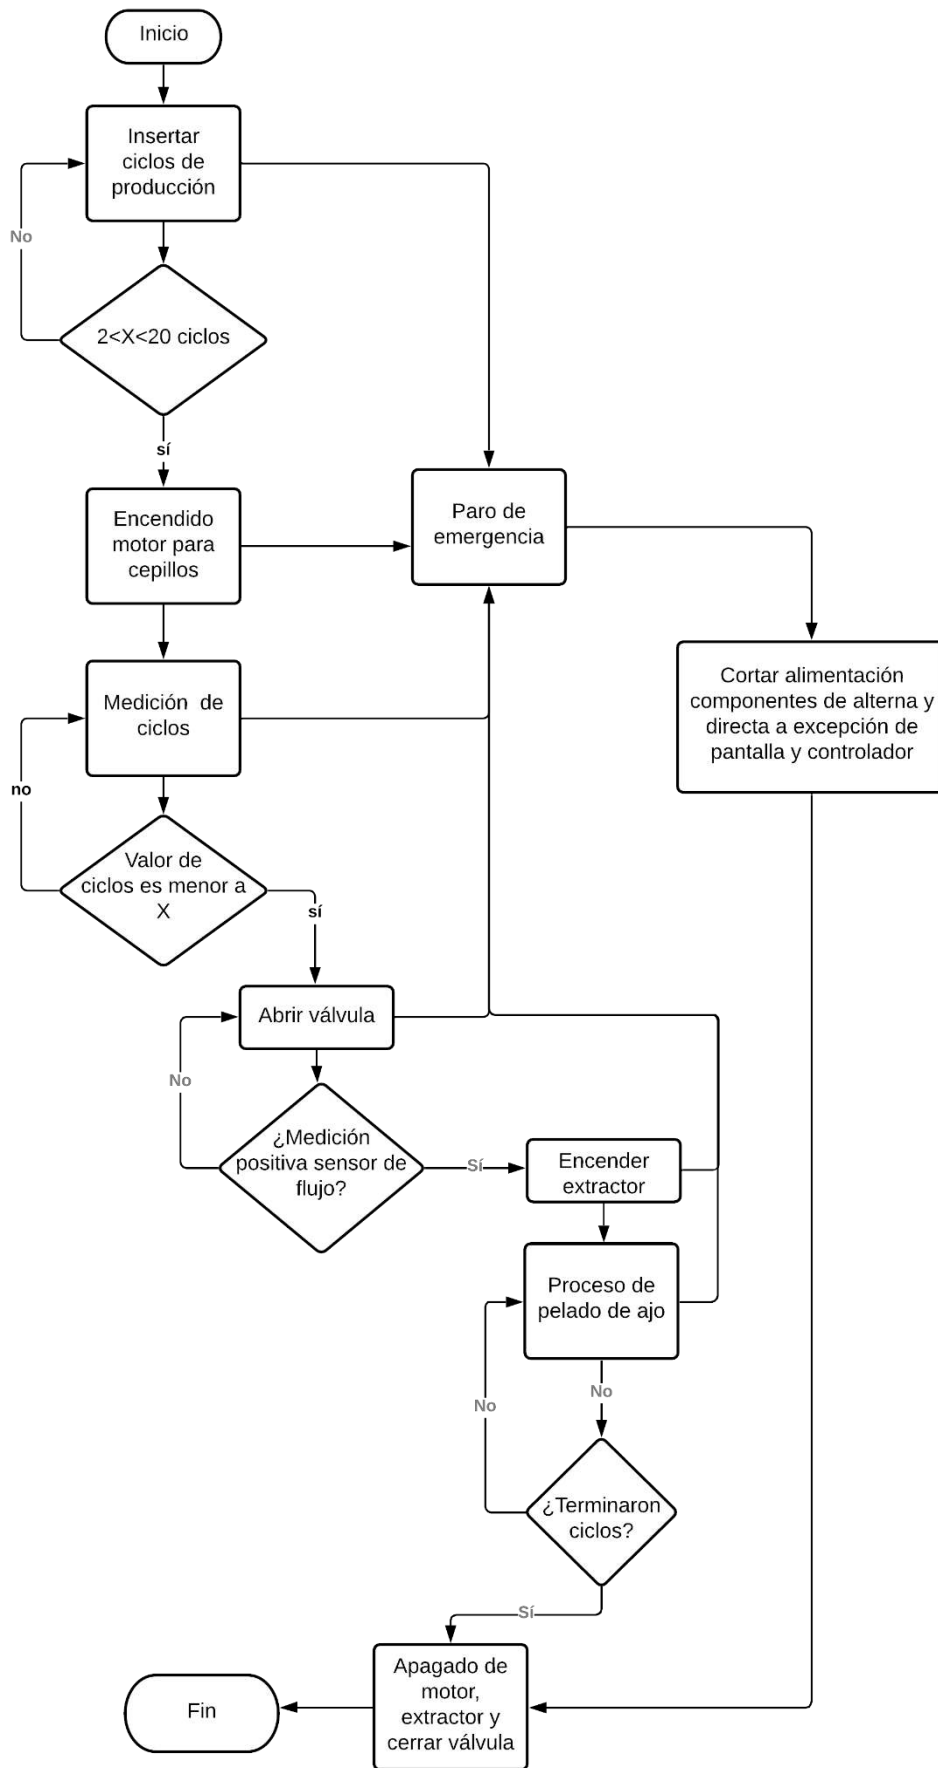 Inicio
Insertar
ciclos de
producción
No
2<X<20 ciclos
sí
Encendido
motor para
cepillos
Paro de
emergencia
Medición de
ciclos
Cortar alimentación
componentes de alterna y
directa a excepción de
pantalla y controlador
no
Valor de
ciclos es menor a
X
sí
Abrir válvula
No
¿Medición
positiva sensor de
flujo?
Sí
Encender
extractor
Proceso de
pelado de ajo
No
No
¿Terminaron
ciclos?
Sí
Apagado de
motor,
extractor y
cerrar válvula
Fin